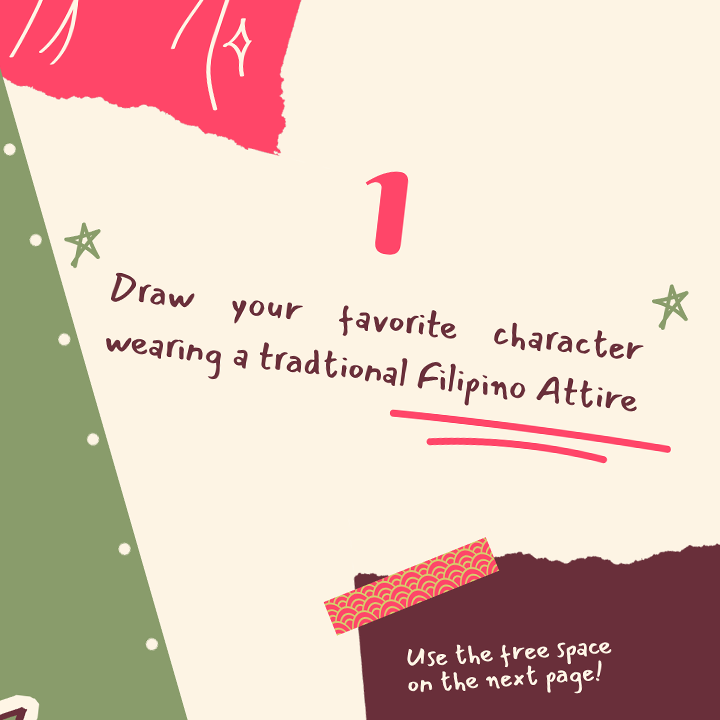 1
Draw your favorite character
wearing a tradtional Filipino Attire
Use the free space
on the next page!